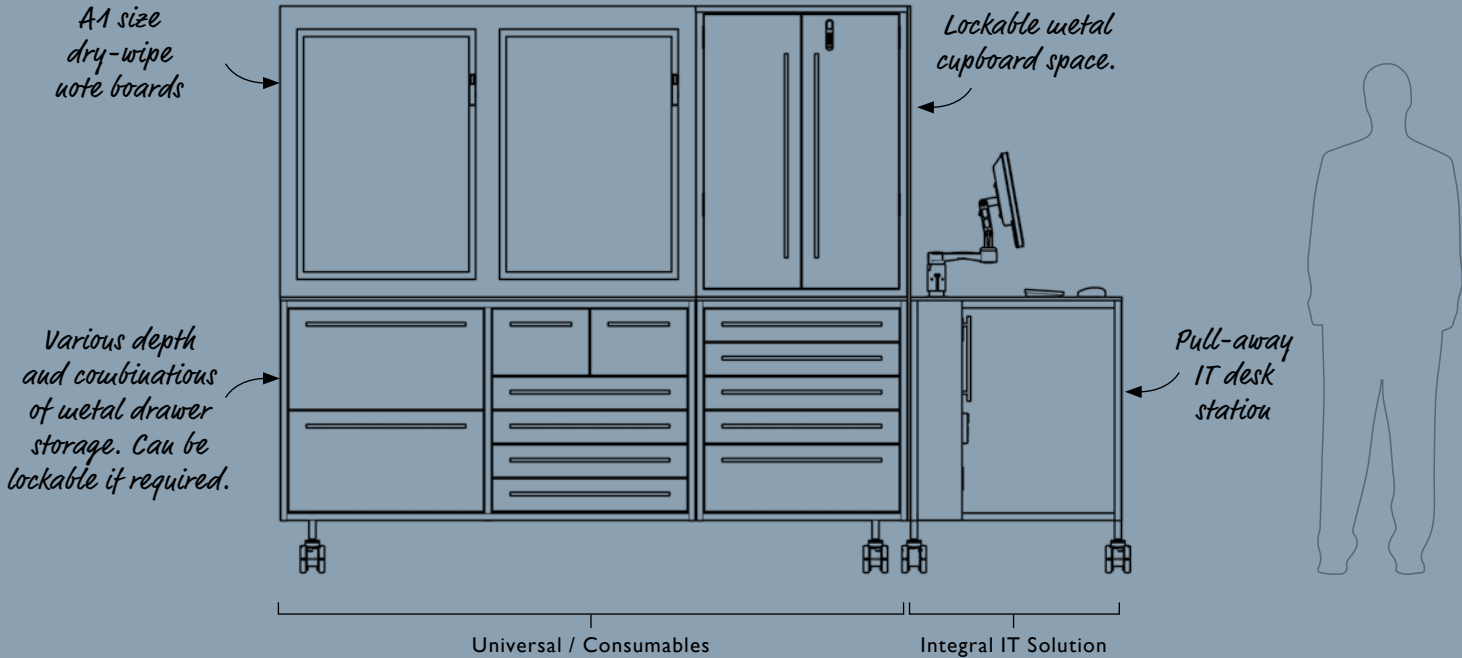 A1 size
dry-wipe
note boards
Lockable metal
cupboard space.
Various depth
and combinations
of metal drawer
storage. Can be
lockable if required.
Pull-away
IT desk
station
Universal / Consumables
Integral IT Solution